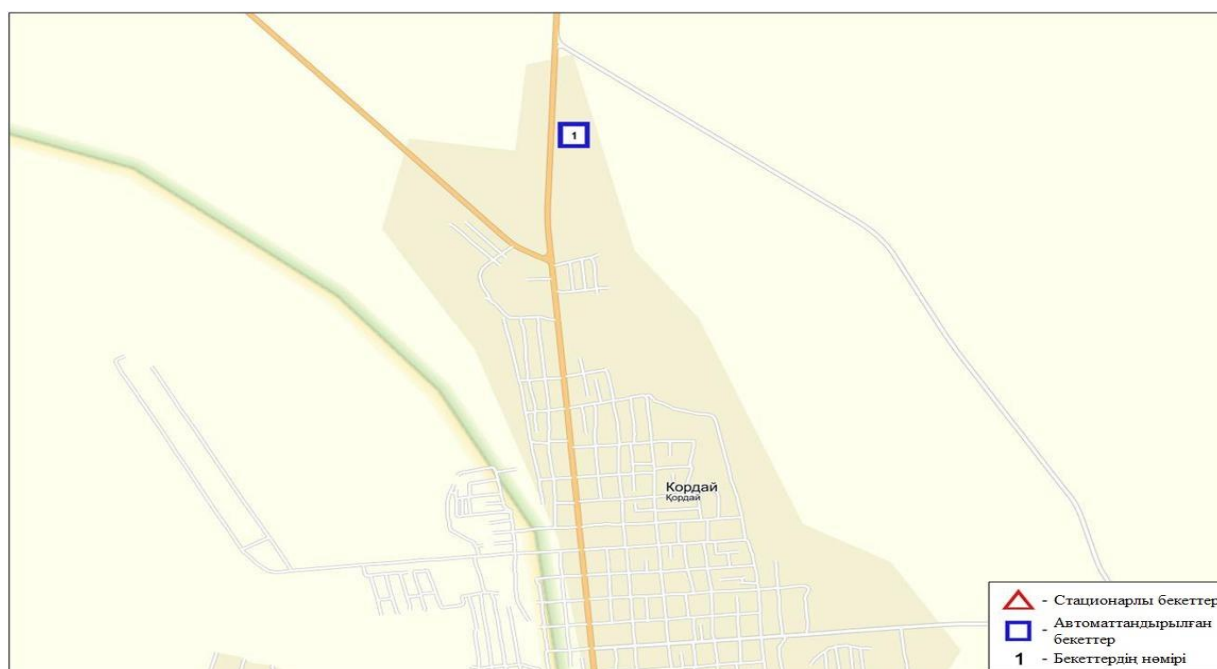 1
Кордай
Қордай
- Стационарлы бекеттер
- Автоматтандырылған
бекеттер
1 - Бекеттердің нөмірі